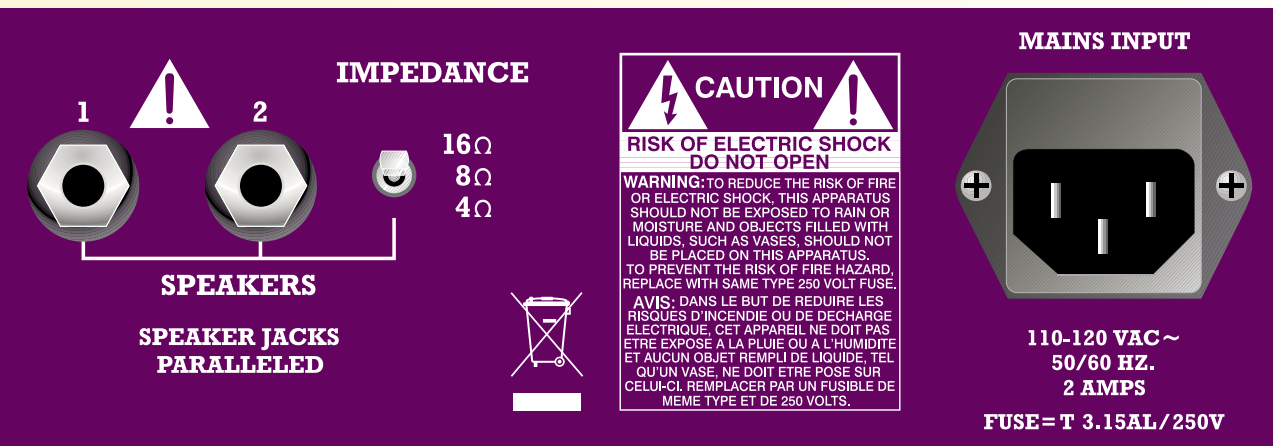 1
2
SPEAKERS
SPEAKER JACKS
PARALLELED
IMPEDANCE
16Ω
8Ω
4Ω
CAUTION
RISK OF ELECTRIC SHOCK
DO NOT OPEN
WARNING: TO REDUCE THE RISK OF FIRE
OR ELECTRIC SHOCK, THIS APPARATUS
SHOULD NOT BE EXPOSED TO RAIN OR
MOISTURE AND OBJECTS FILLED WITH
LIQUIDS, SUCH AS VASES, SHOULD NOT
BE PLACED ON THIS APPARATUS.
TO PREVENT THE RISK OF FIRE HAZARD,
REPLACE WITH SAME TYPE 250 VOLT FUSE.
AVIS: DANS LE BUT DE REDUIRE LES
RISQUES D'INCENDIE OU DE DECHARGE
ELECTRIQUE, CET APPAREIL NE DOIT PAS
ETRE EXPOSE A LA PLUIE OU A L'HUMIDITE
ET AUCUN OBJET REMPLI DE LIQUIDE, TEL
QU'UN VASE, NE DOIT ETRE POSE SUR
CELUI-CI. REMPLACER PAR UN FUSIBLE DE
MEME TYPE ET DE 250 VOLTS.
MAINS INPUT
110-120 VAC~
50/60 HZ.
2 AMPS
FUSE=T 3.15AL/250V